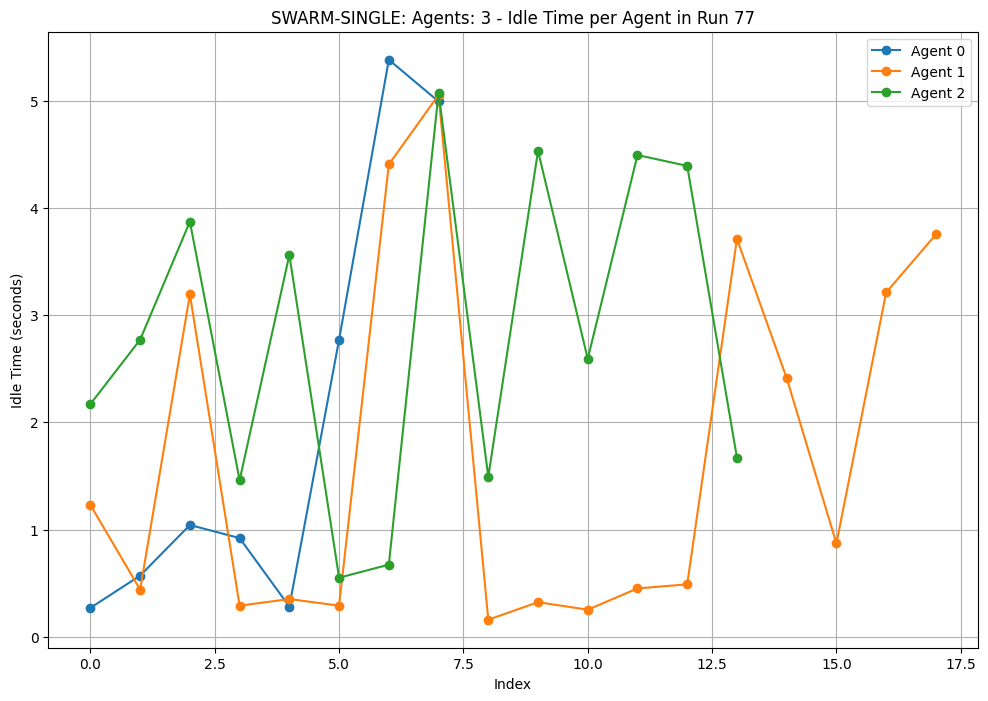 SWARM-SINGLE: Agents: 3 - Idle Time per Agent in Run 77
Agent 0
Agent 1
Agent 2
Idle Time (seconds)
5
4
3
2
1
0
0.0 2.5 5.0 7.5 10.0 12.5 15.0 17.5
Index